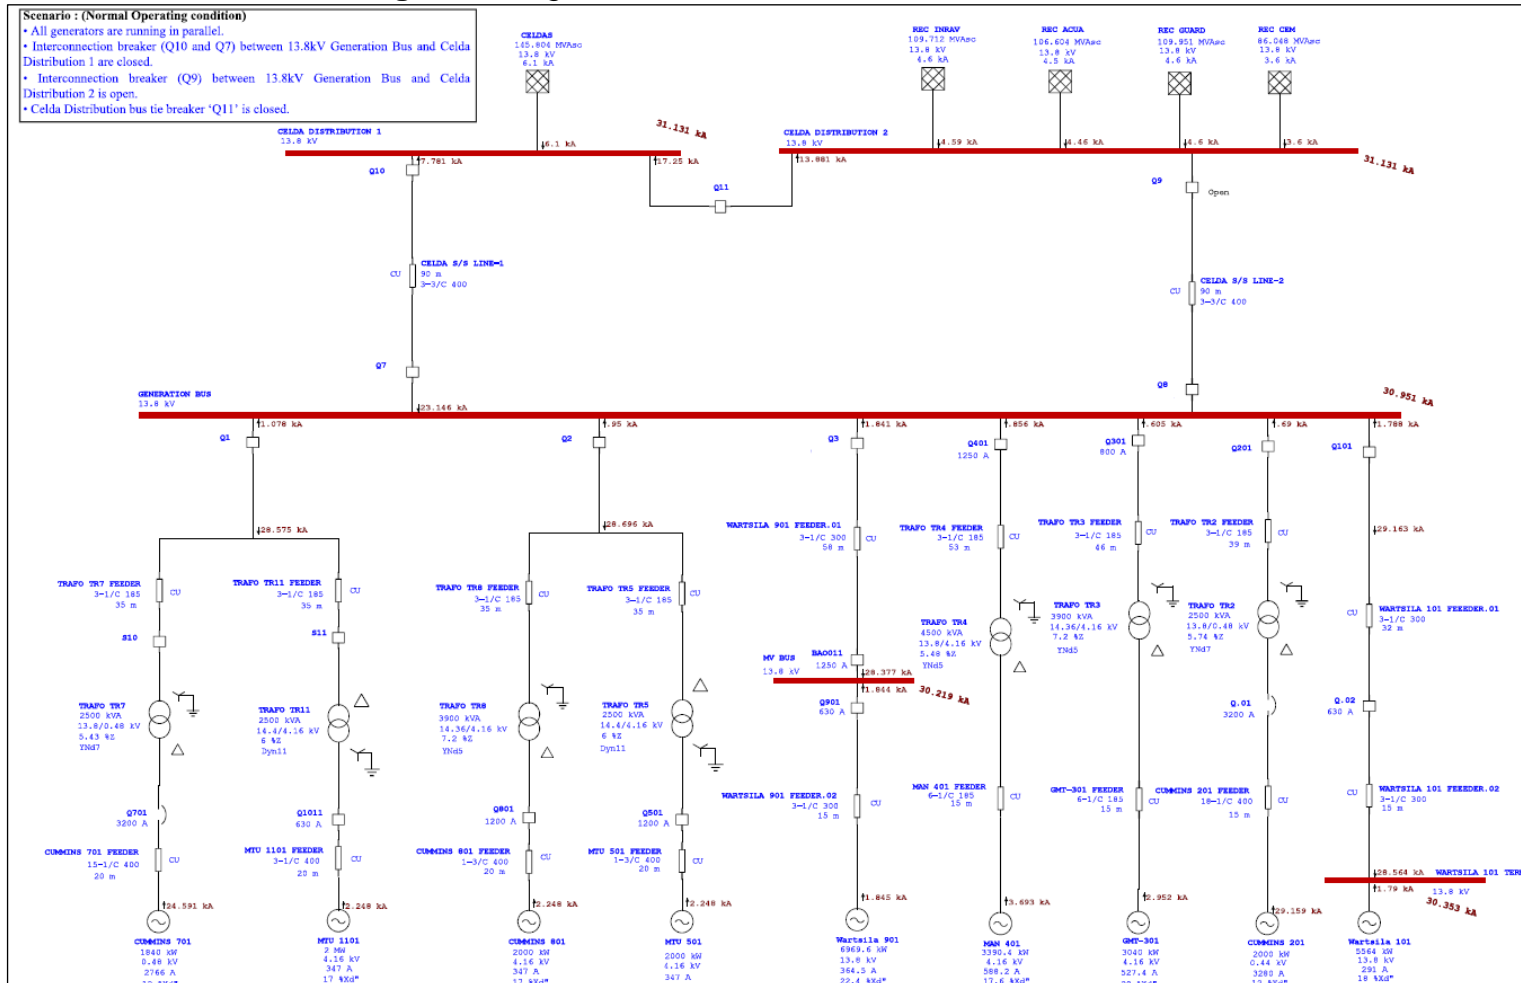 Scenario : (Normal Operating condition)
• All generators are running in parallel.
• Interconnection breaker (Q10 and Q7) between 13.8kV Generation Bus and Celda
Distribution 1 are closed.
• Interconnection breaker (Q9) between 13.8kV Generation Bus and Celda
Distribution 2 is open.
• Celda Distribution bus tie breaker ‘Q11’ is closed.
CELDAS
145.804 MVAsc
13.8 kV
6.1 kA
REC INRAV
109.712 MVAsc
13.8 kV
4.6 kA
REC ACUA
106.604 MVAsc
13.8 kV
4.5 kA
REC GUARD
109.951 MVAsc
13.8 kV
4.6 kA
REC CEM
86.048 MVAsc
13.8 kV
3.6 kA
CELDA DISTRIBUTION 1
13.8 kV
6.1 kA
31.131 kA
7.781 kA
17.25 kA
CELDA DISTRIBUTION 2
13.8 kV
4.59 kA
4.46 kA
4.6 kA
3.6 kA
13.881 kA
31.131 kA
Q10
Q11
Q9
Open
CU
CELDA S/S LINE-1
90 m
3-3/C 400
CU
CELDA S/S LINE-2
90 m
3-3/C 400
Q7
Q8
GENERATION BUS
13.8 kV
23.146 kA
30.951 kA
1.078 kA
.95 kA
1.841 kA
.856 kA
.605 kA
.69 kA
1.788 kA
Q1
Q2
Q3
Q401
1250 A
Q301
800 A
Q201
Q101
28.575 kA
28.696 kA
29.163 kA
WARTSILA 901 FEEDER.01
3-1/C 300
58 m
CU
TRAFO TR4 FEEDER
3-1/C 185
53 m
CU
TRAFO TR3 FEEDER
3-1/C 185
46 m
CU
TRAFO TR2 FEEDER
3-1/C 185
39 m
CU
TRAFO TR7 FEEDER
3-1/C 185
35 m
CU
TRAFO TR11 FEEDER
3-1/C 185
35 m
CU
TRAFO TR8 FEEDER
3-1/C 185
35 m
CU
TRAFO TR5 FEEDER
3-1/C 185
35 m
CU
CU
WARTSILA 101 FEEEDER.01
3-1/C 300
32 m
S10
S11
TRAFO TR4
4500 kVA
13.8/4.16 kV
5.48 %Z
YNd5
TRAFO TR3
3900 kVA
14.36/4.16 kV
7.2 %Z
YNd5
TRAFO TR2
2500 kVA
13.8/0.48 kV
5.74 %Z
YNd7
MV BUS
13.8 kV
BAO011
1250 A
28.377 kA
1.844 kA
30.219 kA
Q901
630 A
TRAFO TR7
2500 kVA
13.8/0.48 kV
5.43 %Z
YNd7
TRAFO TR11
2500 kVA
14.4/4.16 kV
6 %Z
Dyn11
TRAFO TR8
3900 kVA
14.36/4.16 kV
7.2 %Z
YNd5
TRAFO TR5
2500 kVA
14.4/4.16 kV
6 %Z
Dyn11
Q.01
3200 A
Q.02
630 A
Q701
3200 A
Q1011
630 A
Q801
1200 A
Q501
1200 A
WARTSILA 901 FEEDER.02
3-1/C 300
15 m
CU
MAN 401 FEEDER
6-1/C 185
15 m
CU
GMT-301 FEEDER
6-1/C 185
15 m
CU
CUMMINS 201 FEEDER
18-1/C 400
15 m
CU
CU
WARTSILA 101 FEEDER.02
3-1/C 300
15 m
CUMMINS 701 FEEDER
15-1/C 400
20 m
CU
MTU 1101 FEEDER
3-1/C 400
20 m
CU
CUMMINS 801 FEEDER
1-3/C 400
20 m
CU
MTU 501 FEEDER
1-3/C 400
20 m
CU
28.564 kA
WARTSILA 101 TER
1.79 kA
13.8 kV
30.353 kA
24.591 kA
2.248 kA
2.248 kA
2.248 kA
1.845 kA
3.693 kA
2.952 kA
29.159 kA
CUMMINS 701
1840 kW
0.48 kV
2766 A
MTU 1101
2 MW
4.16 kV
347 A
17 %Xd"
CUMMINS 801
2000 kW
4.16 kV
347 A
17 %Xd"
MTU 501
2000 kW
4.16 kV
347 A
Wartsila 901
6969.6 kW
13.8 kV
364.5 A
22.4 %Xd"
MAN 401
3390.4 kW
4.16 kV
588.2 A
17.6 %Xd"
GMT-301
3040 kW
4.16 kV
527.4 A
CUMMINS 201
2000 kW
0.44 kV
3280 A
Wartsila 101
5564 kW
13.8 kV
291 A
18 %Xd"